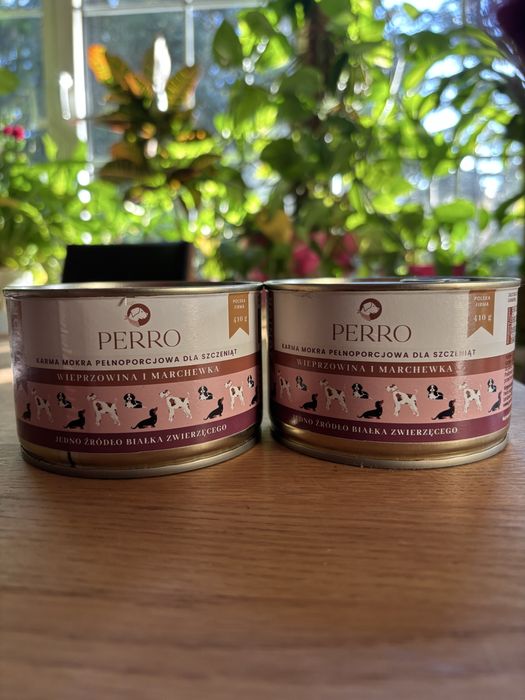 POLSKA
FIRMA
410 g
PERRO
KARMA MOKRA PEŁNOPORCJOWA DLA SZCZENIĄT
WIEPRZOWINA I MARCHEWKA
JEDNO ŹRÓDŁO BIAŁKA ZWIERZĘCEGO
POLSKA
FIRMA
410 g
PERRO
KARMA MOKRA PEŁNOPORCJOWA DLA SZCZENIĄT
WIEPRZOWINA I MARCHEWKA
JEDNO ŹRÓDŁO BIAŁKA ZWIERZĘCEGO